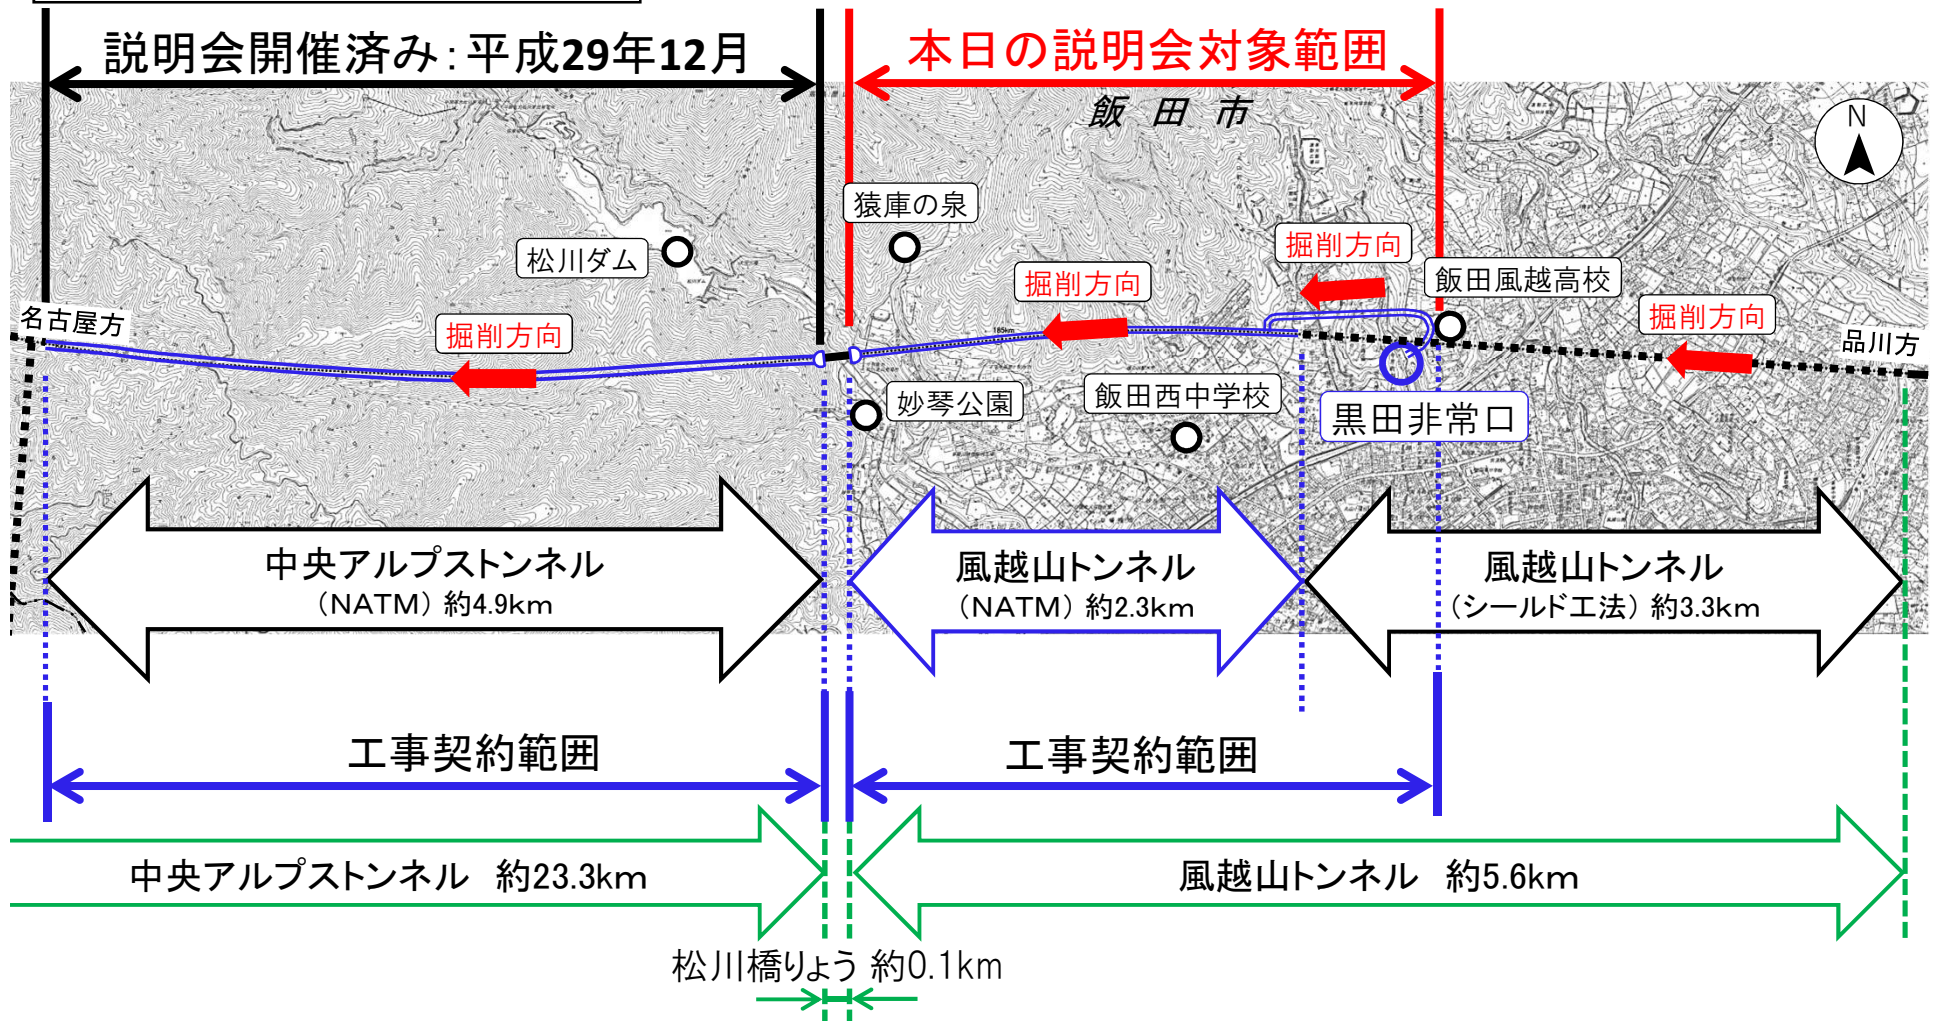 説明会開催済み：平成29年12月
本日の説明会対象範囲
飯田市
N
猿庫の泉
松川ダム
掘削方向
飯田風越高校
掘削方向
掘削方向
名古屋方
掘削方向
185km
品川方
妙琴公園
飯田西中学校
黒田非常口
中央アルプストンネル
（NATM）約4.9km
風越山トンネル
（NATM）約2.3km
風越山トンネル
（シールド工法）約3.3km
工事契約範囲
工事契約範囲
中央アルプストンネル　約23.3km
風越山トンネル　約5.6km
松川橋りょう 約0.1km